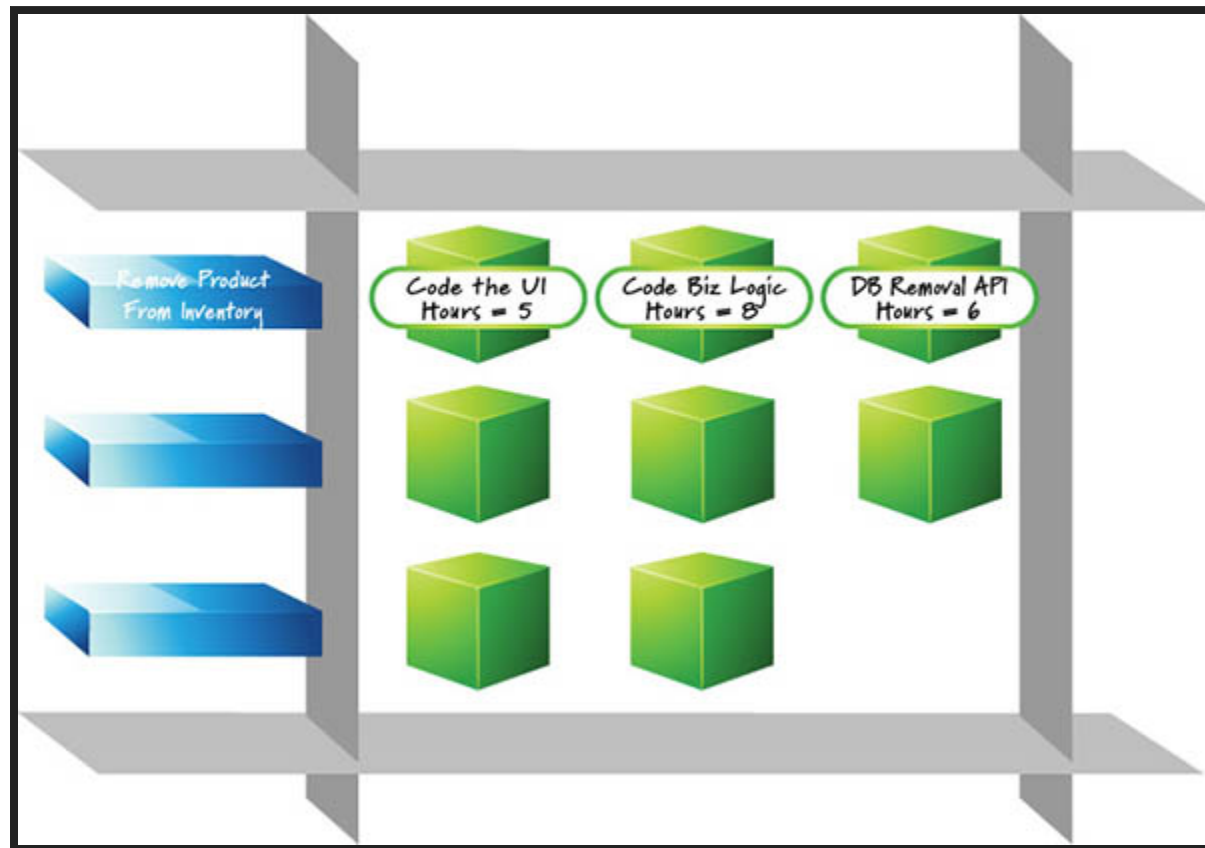 Remove Product
From Inventory
Code the UI
Hours = 5
Code Biz Logic
Hours = 8
DB Removal API
Hours = 6